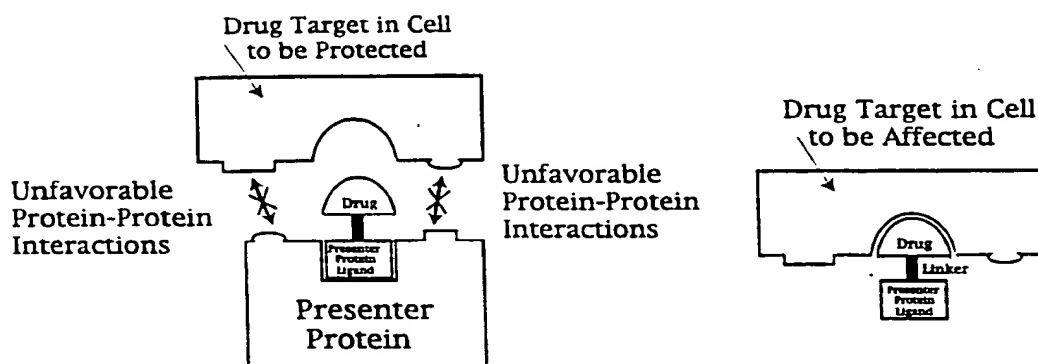 Drug Target in Cell
to be Protected
Unfavorable
Protein-Protein
Interactions
Drug
Unfavorable
Protein-Protein
Interactions
Presenter
Protein
Ligand
Presenter
Protein
Drug Target in Cell
to be Affected
Drug
Linker
Presenter
Protein
Ligand